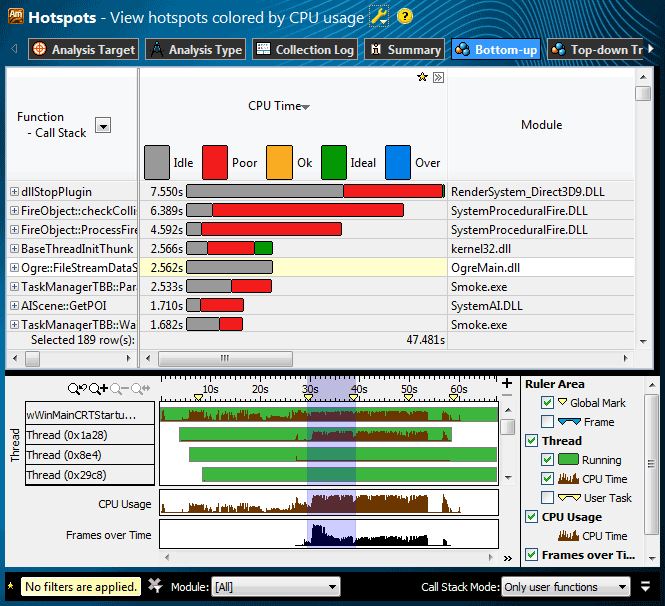 Am Hotspots - View hotspots colored by CPU usage ?
Analysis Target Analysis Type Collection Log Summary Bottom-up Top-down Tr
Function
- Call Stack
CPU Time
Module
Idle Poor Ok Ideal Over
dllStopPlugin 7.550s RenderSystem_Direct3D9.DLL
FireObject::checkColli 6.389s SystemProceduralFire.DLL
FireObject::ProcessFire 4.592s SystemProceduralFire.DLL
BaseThreadInitThunk 2.566s kernel32.dll
Ogre::FileStreamDataS 2.562s OgreMain.dll
TaskManagerTBB::Para 2.533s Smoke.exe
AIScene::GetPOI 1.710s SystemAI.DLL
TaskManagerTBB::Wa 1.682s Smoke.exe
Selected 189 row(s): 47.481s
10s 20s 30s 40s 50s 60s
Thread
wWinMainCRTStartu...
Thread (0x1a28)
Thread (0x8e4)
Thread (0x29c8)
CPU Usage
Frames over Time
Ruler Area
Global Mark
Frame
Thread
Running
CPU Time
User Task
CPU Usage
CPU Time
Frames over Ti...
No filters are applied. Module: [All] Call Stack Mode: Only user functions